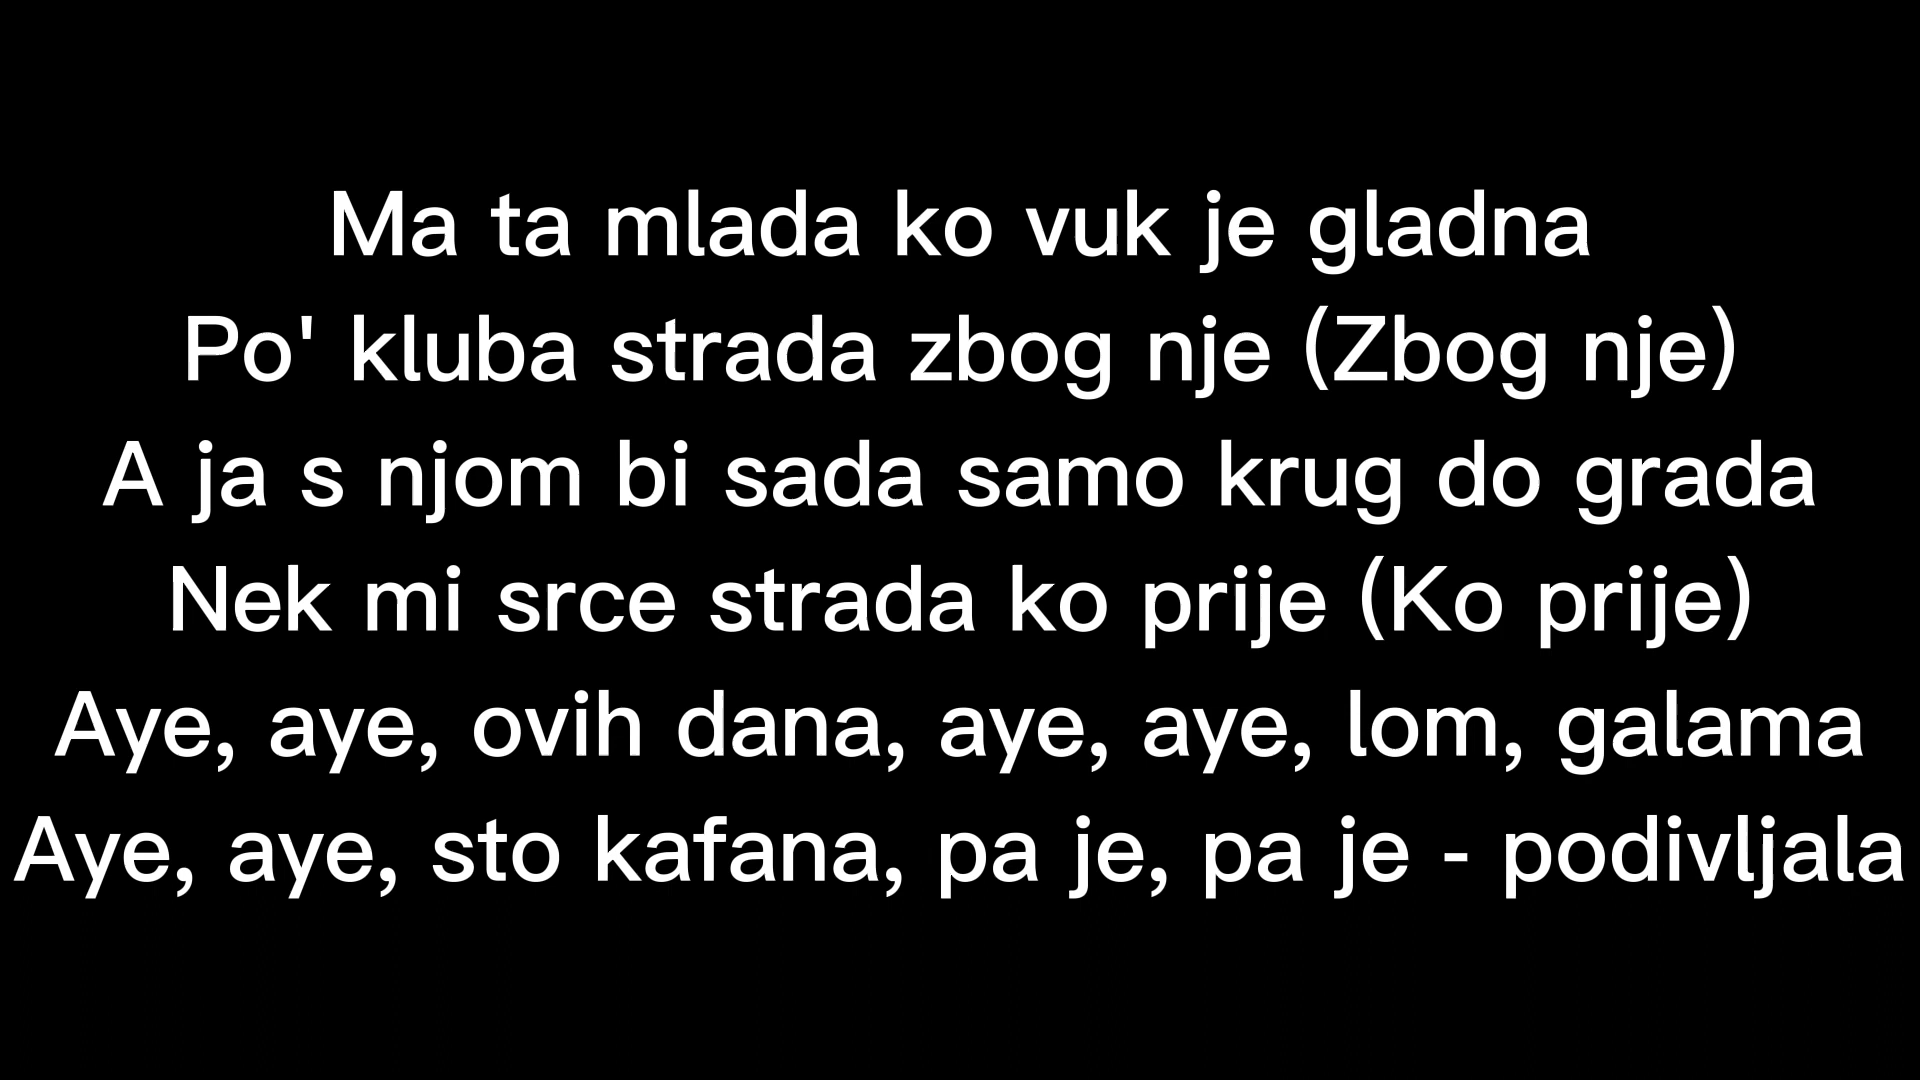 Ma ta mlada ko vuk je gladna
Po' kluba strada zbog nje (Zbog nje)
A ja s njom bi sada samo krug do grada
Nek mi srce strada ko prije (Ko prije)
Aye, aye, ovih dana, aye, aye, lom, galama
Aye, aye, sto kafana, pa je, pa je - podivljala